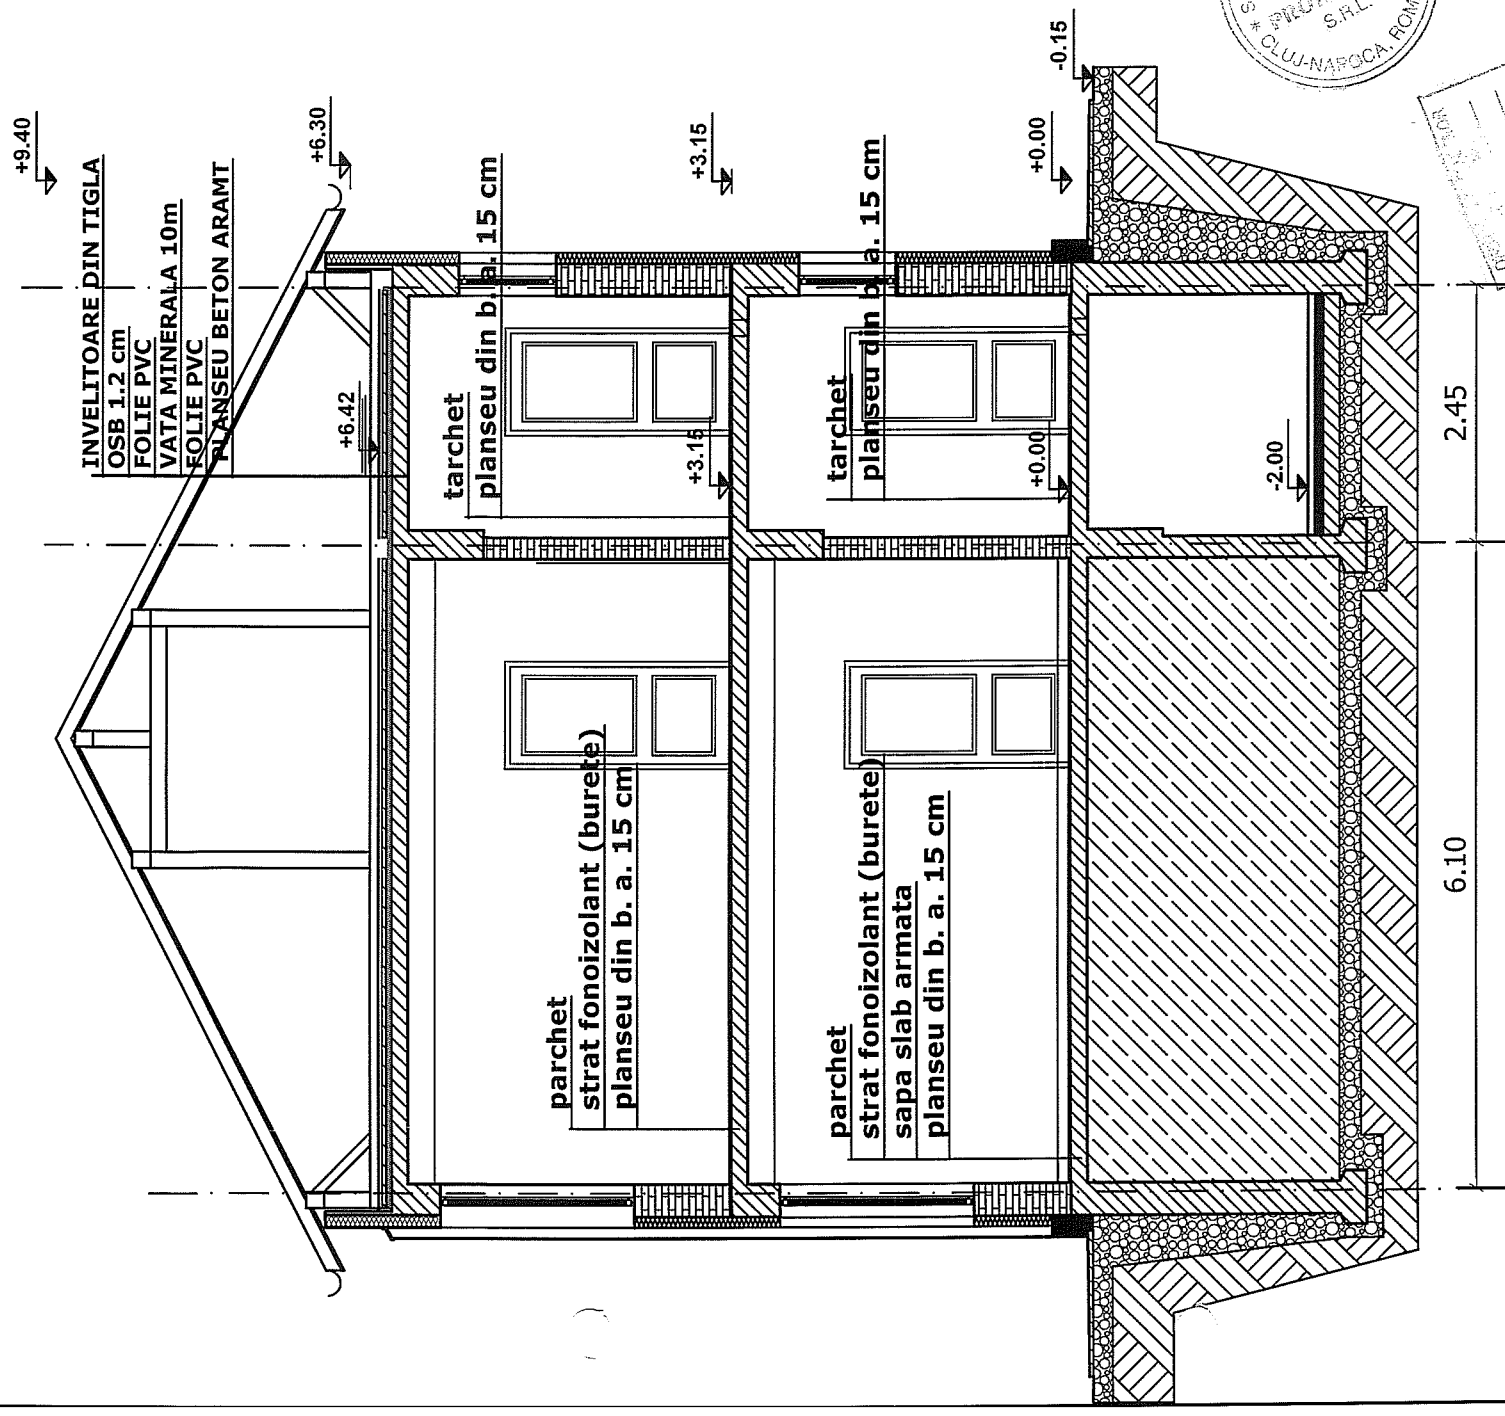 +9.40
INVELITOARE DIN TIGLA
OSB 1.2 cm
FOLIE PVC
VATA MINERALA 10m
FOLIE PVC
PLANSEU BETON ARAMT
+6.30
+6.42
tarchet
planseu din b. a. 15 cm
+3.15
+3.15
parchet
strat fonoizolant (burete)
planseu din b. a. 15 cm
tarchet
planseu din b. a. 15 cm
+0.00
+0.00
-0.15
parchet
strat fonoizolant (burete)
sapa slab armata
planseu din b. a. 15 cm
-2.00
6.10
2.45
S.R.L.
* CLUJ-NAPOCA,